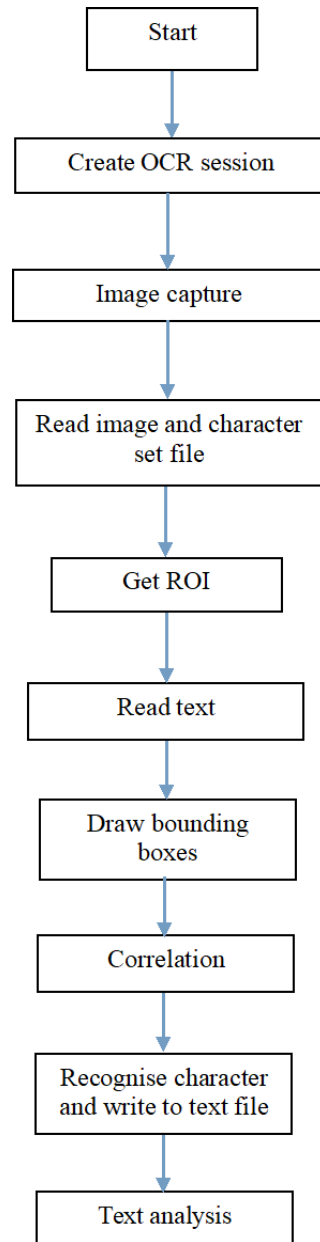 Start
Create OCR session
Image capture
Read image and character
set file
Get ROI
Read text
Draw bounding
boxes
Correlation
Recognise character
and write to text file
Text analysis